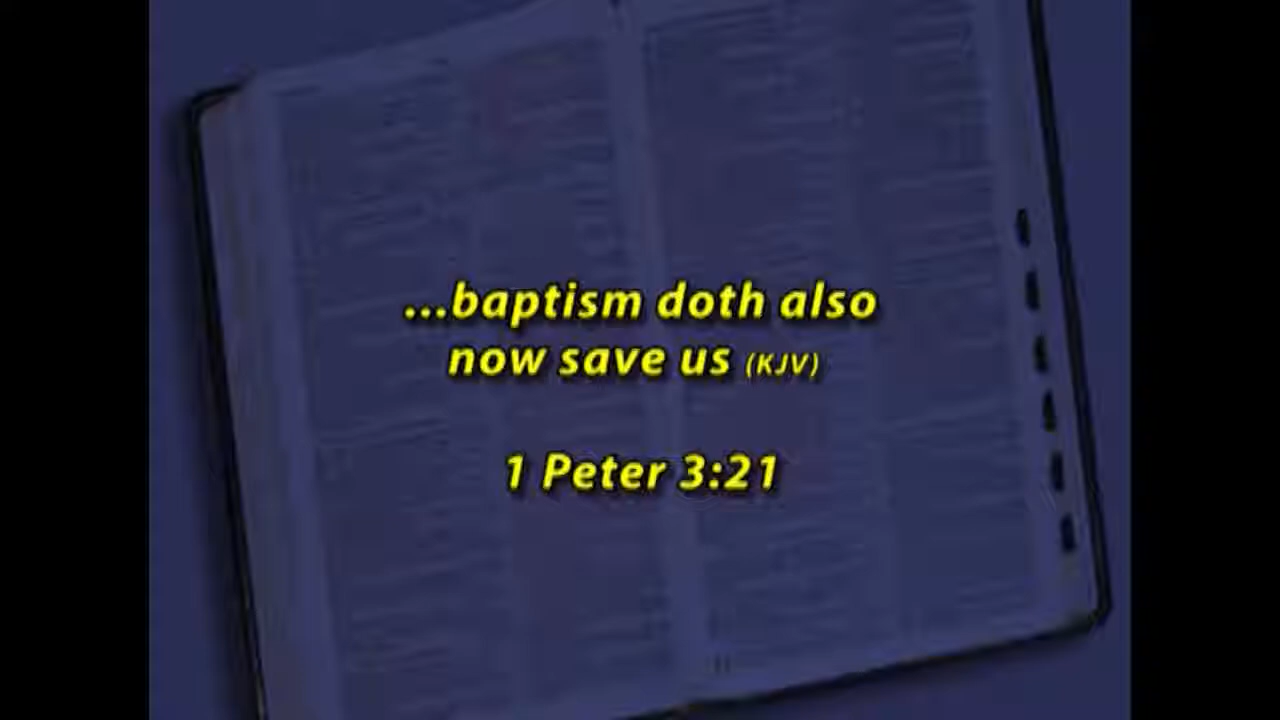 ...baptism doth also
now save us (KJV)
1 Peter 3:21